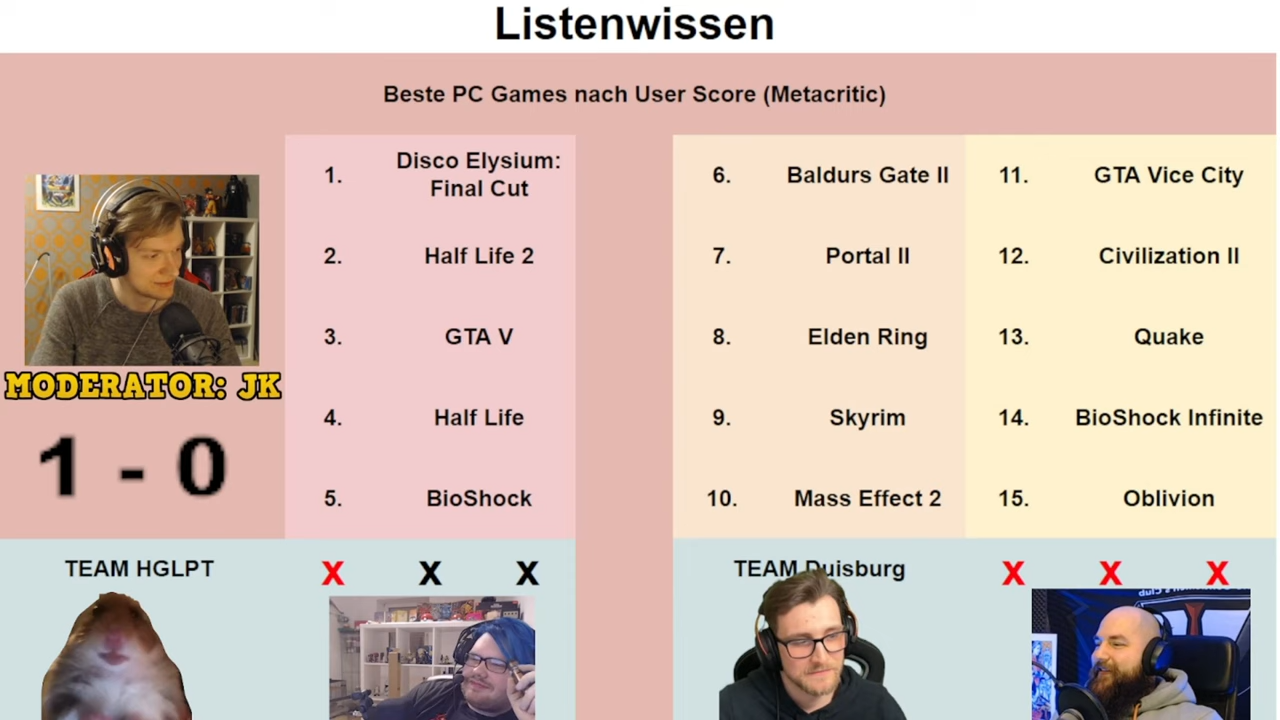 Listenwissen
Beste PC Games nach User Score (Metacritic)
1. Disco Elysium:
Final Cut
2. Half Life 2
3. GTA V
4. Half Life
5. BioShock
6. Baldurs Gate II
7. Portal II
8. Elden Ring
9. Skyrim
10. Mass Effect 2
11. GTA Vice City
12. Civilization II
13. Quake
14. BioShock Infinite
15. Oblivion
MODERATOR: JK
1 - 0
TEAM HGLPT X X X
TEAM Duisburg X X X